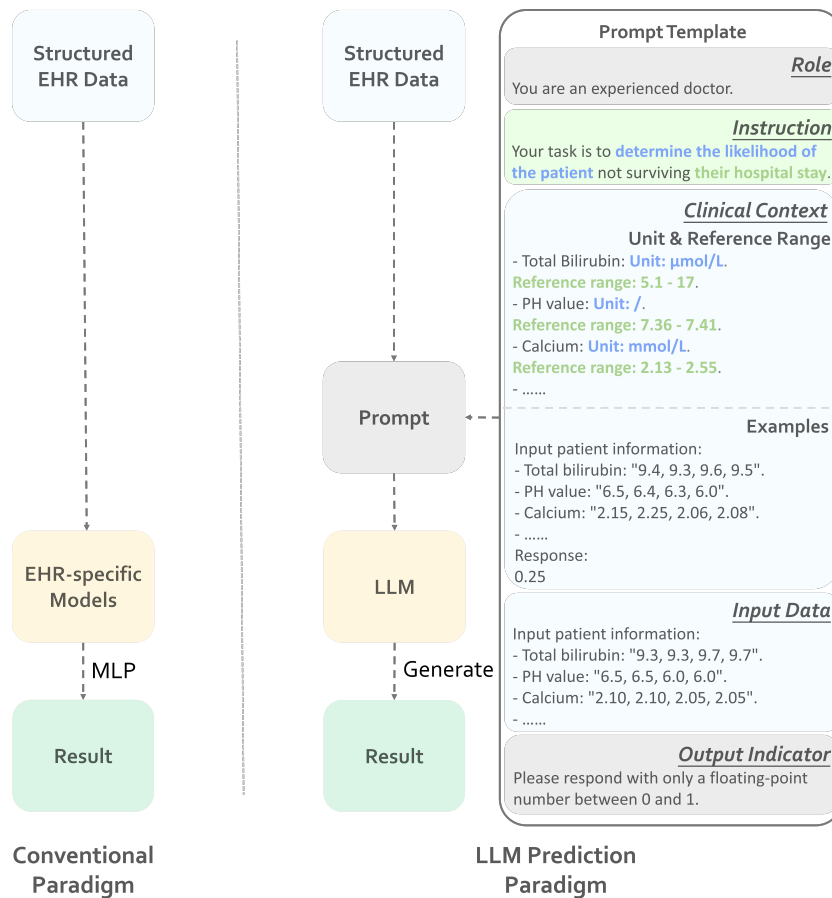 Structured
EHR Data
EHR-specific
Models
MLP
Result
Conventional
Paradigm
Structured
EHR Data
Prompt
LLM
Generate
Result
LLM Prediction
Paradigm
Prompt Template
Role
You are an experienced doctor.
Instruction
Your task is to determine the likelihood of
the patient not surviving their hospital stay.
Clinical Context
Unit & Reference Range
- Total Bilirubin: Unit: μmol/L.
Reference range: 5.1 - 17.
- PH value: Unit: /.
Reference range: 7.36 - 7.41.
- Calcium: Unit: mmol/L.
Reference range: 2.13 - 2.55.
- ......
Examples
Input patient information:
- Total bilirubin: "9.4, 9.3, 9.6, 9.5".
- PH value: "6.5, 6.4, 6.3, 6.0".
- Calcium: "2.15, 2.25, 2.06, 2.08".
- ......
Response:
0.25
Input Data
Input patient information:
- Total bilirubin: "9.3, 9.3, 9.7, 9.7".
- PH value: "6.5, 6.5, 6.0, 6.0".
- Calcium: "2.10, 2.10, 2.05, 2.05".
- ......
Output Indicator
Please respond with only a floating-point
number between 0 and 1.